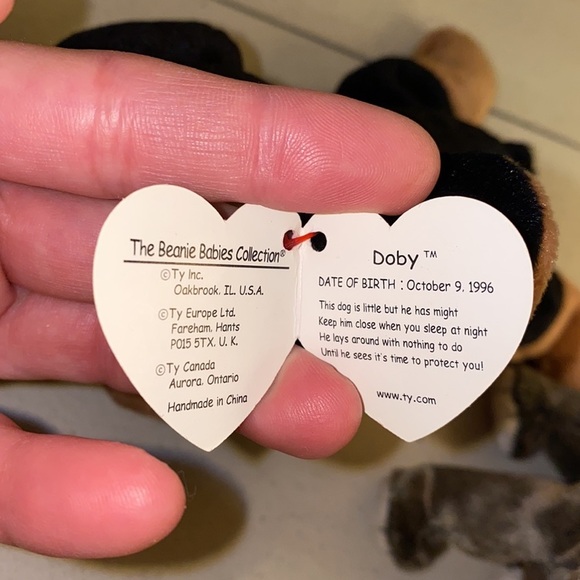 The Beanie Babies Collection®
©Ty Inc.
Oakbrook. IL. U.S.A.
©Ty Europe Ltd.
Fareham. Hants
PO15 5TX. U. K.
©Ty Canada
Aurora. Ontario
Handmade in China
Doby ™
DATE OF BIRTH : October 9, 1996
This dog is little but he has might
Keep him close when you sleep at night
He lays around with nothing to do
Until he sees it's time to protect you!
www.ty.com